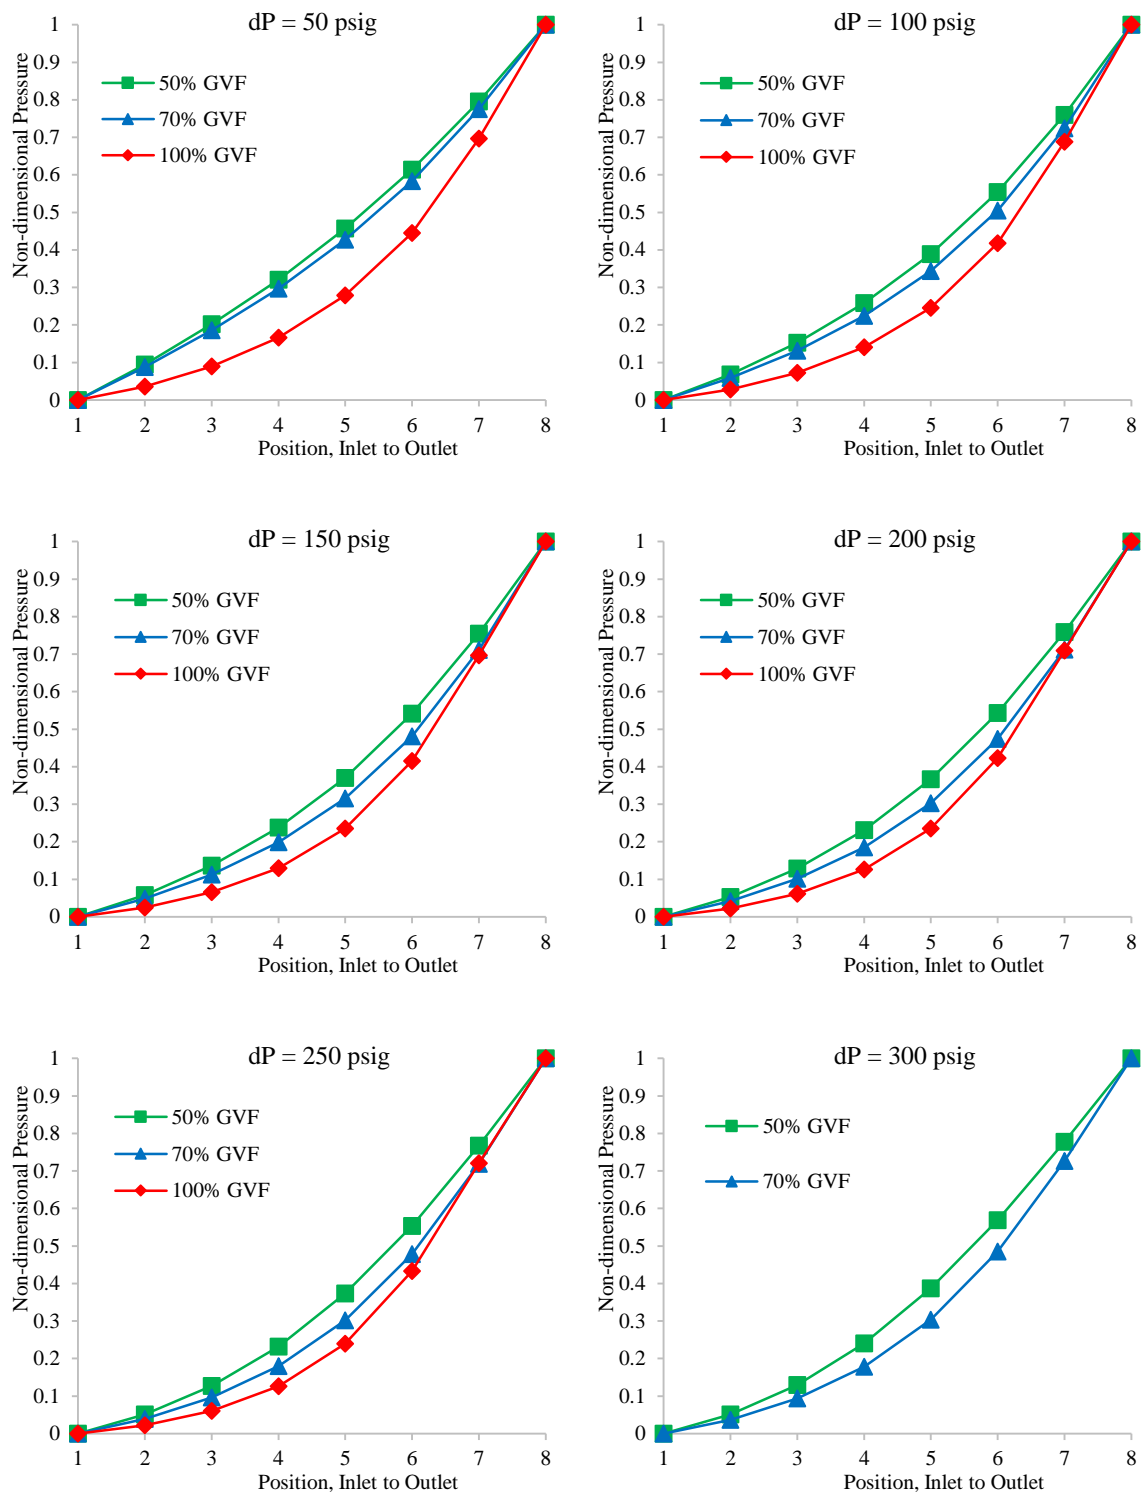 dP = 50 psig
Non-dimensional Pressure
1
0.9
0.8
0.7
0.6
0.5
0.4
0.3
0.2
0.1
0
50% GVF
70% GVF
100% GVF
1 2 3 4 5 6 7 8
Position, Inlet to Outlet
dP = 100 psig
Non-dimensional Pressure
1
0.9
0.8
0.7
0.6
0.5
0.4
0.3
0.2
0.1
0
50% GVF
70% GVF
100% GVF
1 2 3 4 5 6 7 8
Position, Inlet to Outlet
dP = 150 psig
Non-dimensional Pressure
1
0.9
0.8
0.7
0.6
0.5
0.4
0.3
0.2
0.1
0
50% GVF
70% GVF
100% GVF
1 2 3 4 5 6 7 8
Position, Inlet to Outlet
dP = 200 psig
Non-dimensional Pressure
1
0.9
0.8
0.7
0.6
0.5
0.4
0.3
0.2
0.1
0
50% GVF
70% GVF
100% GVF
1 2 3 4 5 6 7 8
Position, Inlet to Outlet
dP = 250 psig
Non-dimensional Pressure
1
0.9
0.8
0.7
0.6
0.5
0.4
0.3
0.2
0.1
0
50% GVF
70% GVF
100% GVF
1 2 3 4 5 6 7 8
Position, Inlet to Outlet
dP = 300 psig
Non-dimensional Pressure
1
0.9
0.8
0.7
0.6
0.5
0.4
0.3
0.2
0.1
0
50% GVF
70% GVF
1 2 3 4 5 6 7 8
Position, Inlet to Outlet